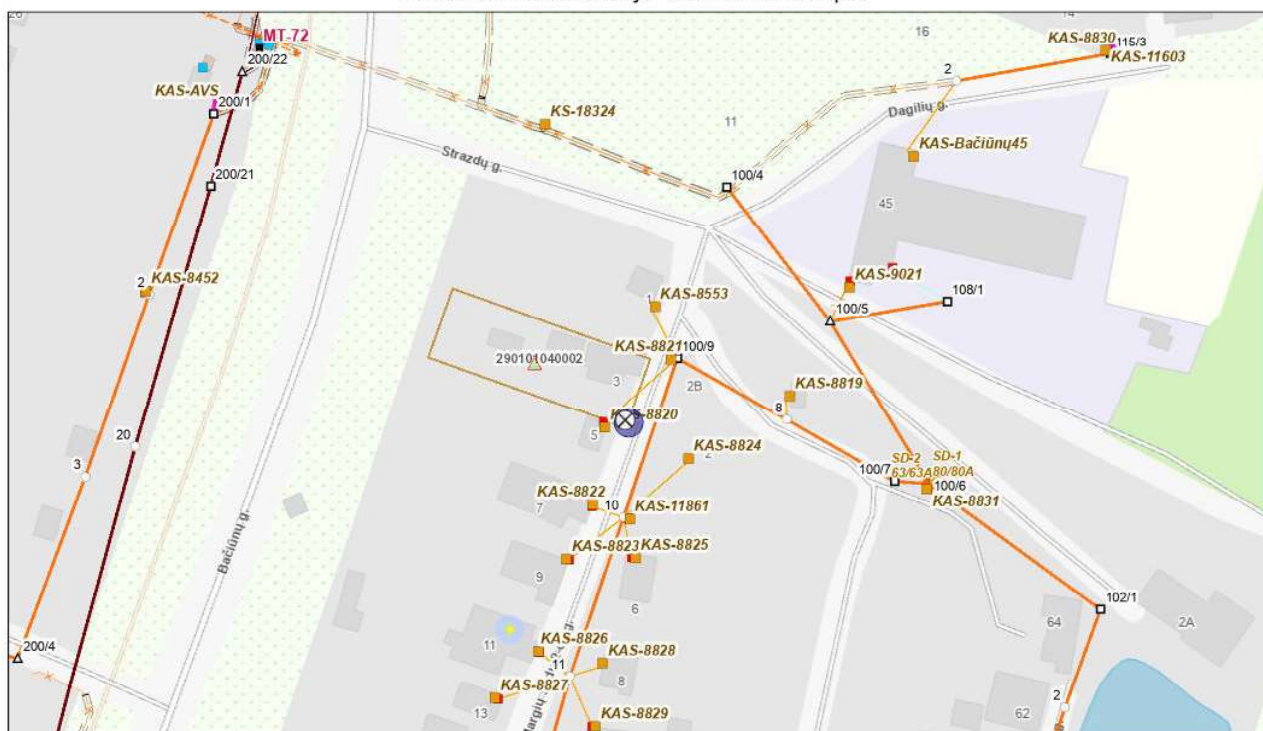 14
16
MT-72
200/22
KAS-8830
115/3
KAS-11603
2
KAS-AVS
200/1
KS-18324
11
Dagilių g.
KAS-Bačiūnų45
Strazdų g.
200/21
100/4
45
2
KAS-8452
KAS-9021
108/1
1
KAS-8553
100/5
290101040002
KAS-8821
100/9
3
2B
KAS-8819
8
KAS-8820
5
20
KAS-8824
2
3
SD-2
63/63A
SD-1
80/80A
100/7
100/6
KAS-8831
KAS-8822
10
KAS-11861
7
Bačiūnų g.
KAS-8823
KAS-8825
9
6
102/1
64
2A
200/4
11
KAS-8826
11
KAS-8828
8
KAS-8827
13
KAS-8829
2
62